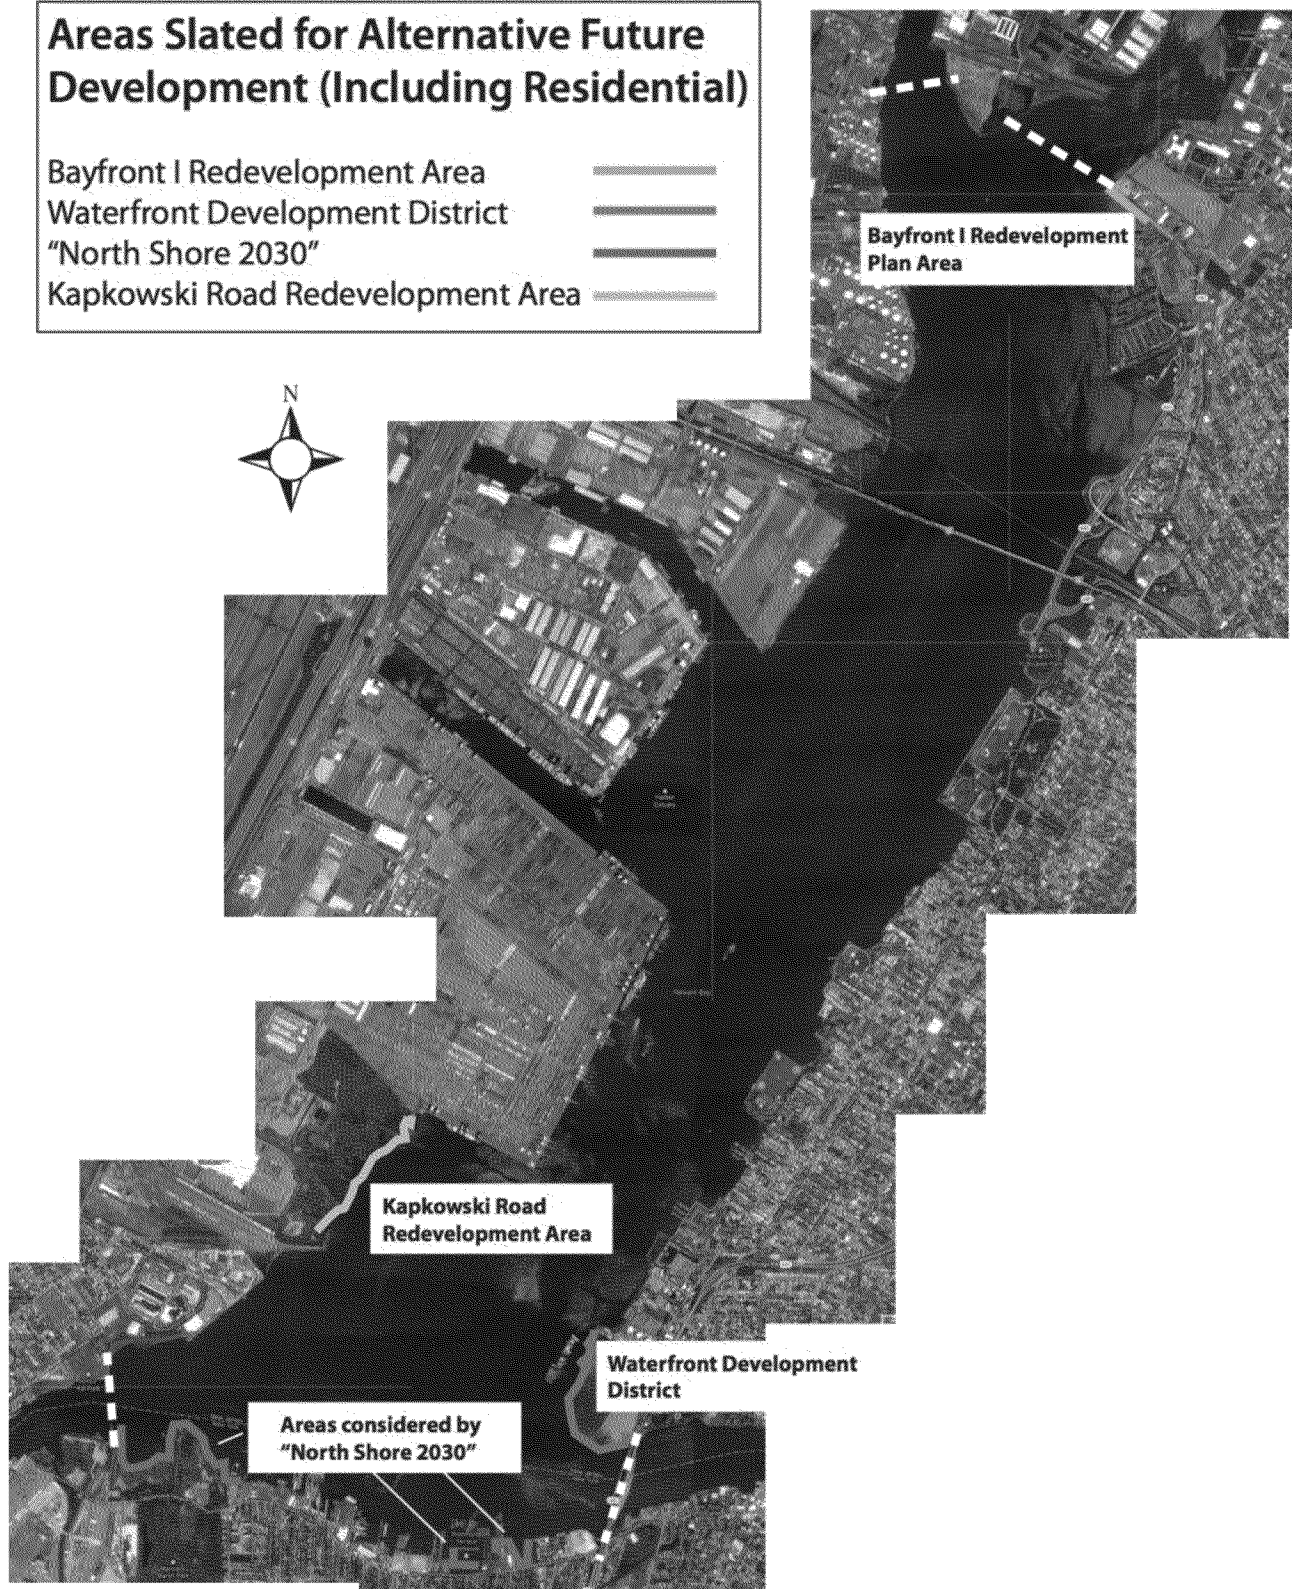 Areas Slated for Alternative Future
Development (Including Residential)
Bayfront I Redevelopment Area
Waterfront Development District
“North Shore 2030”
Kapkowski Road Redevelopment Area
N
Bayfront I Redevelopment
Plan Area
Kapkowski Road
Redevelopment Area
Waterfront Development
District
Areas considered by
“North Shore 2030”